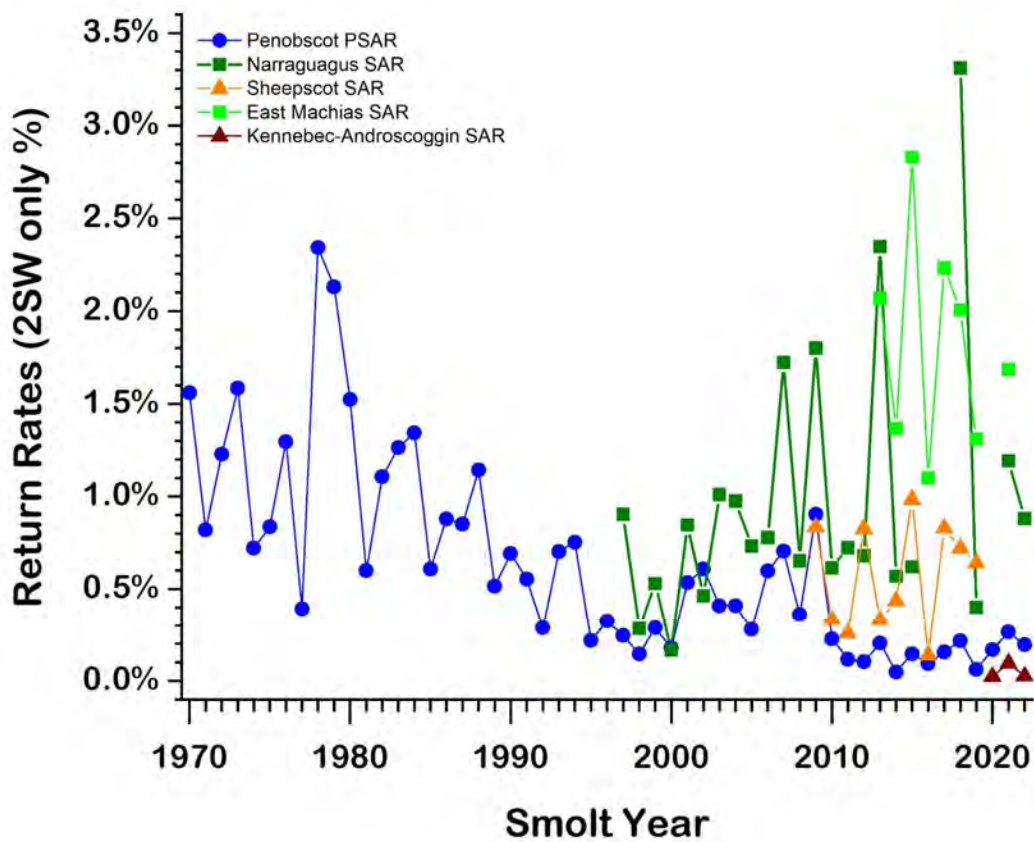 Return Rates (2SW only %)
3.5%
3.0%
2.5%
2.0%
1.5%
1.0%
0.5%
0.0%
Penobscot PSAR
Narraguagus SAR
Sheepscot SAR
East Machias SAR
Kennebec-Androscoggin SAR
1970 1980 1990 2000 2010 2020
Smolt Year